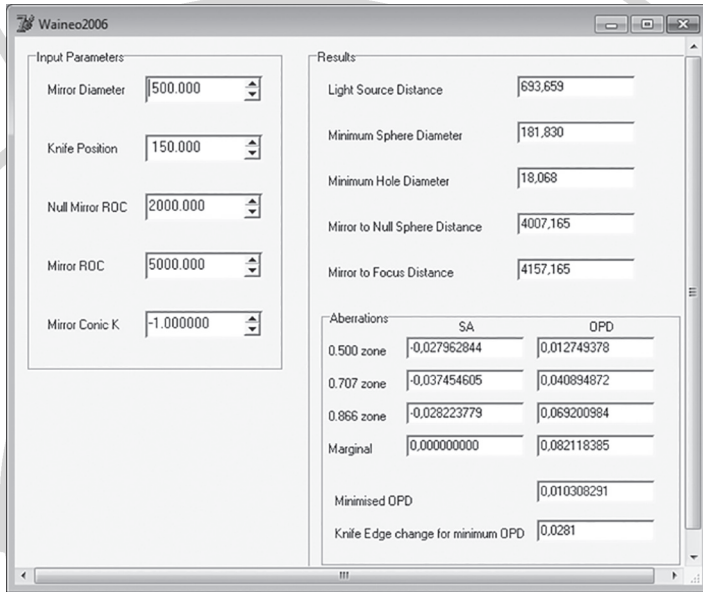 Waineo2006
Input Parameters
Mirror Diameter 500.000
Knife Position 150.000
Null Mirror ROC 2000.000
Mirror ROC 5000.000
Mirror Conic K -1.000000
Results
Light Source Distance 693,659
Minimum Sphere Diameter 181,830
Minimum Hole Diameter 18,068
Mirror to Null Sphere Distance 4007,165
Mirror to Focus Distance 4157,165
Aberrations
SA OPD
0.500 zone -0,027962844 0,012749378
0.707 zone -0,037454605 0,040894872
0.866 zone -0,028223779 0,069200984
Marginal 0,000000000 0,082118385
Minimised OPD 0,010308291
Knife Edge change for minimum OPD 0,0281